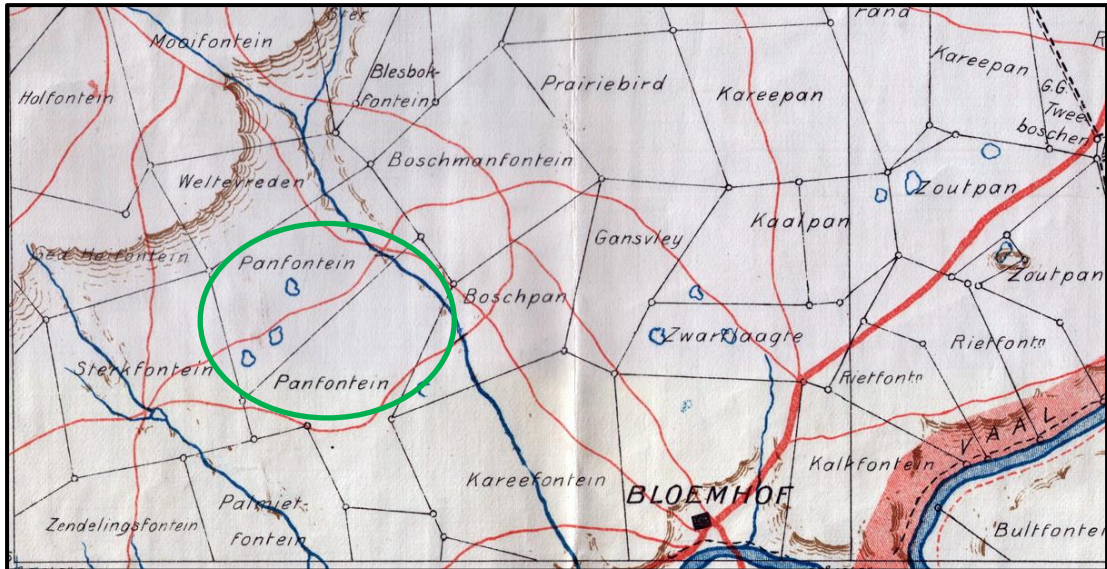 Mooifontein
Holfontein
Blesbok-
fontein
Prairiebird
Kareepan
Kareepan
G.G.
Twee-
boschen
Boschmanfontein
Weltevreden
Zoutpan
Kaalpan
Gansvley
Panfontein
Boschpan
Zoutpan
Zwartlaagte
Rietfontn
Sterkfontein
Panfontein
Rietfontn
VAAL
Kareefontein
Kalkfontein
BLOEMHOF
Palmiet-
fontein
Zendelingsfontein
Bultfontein